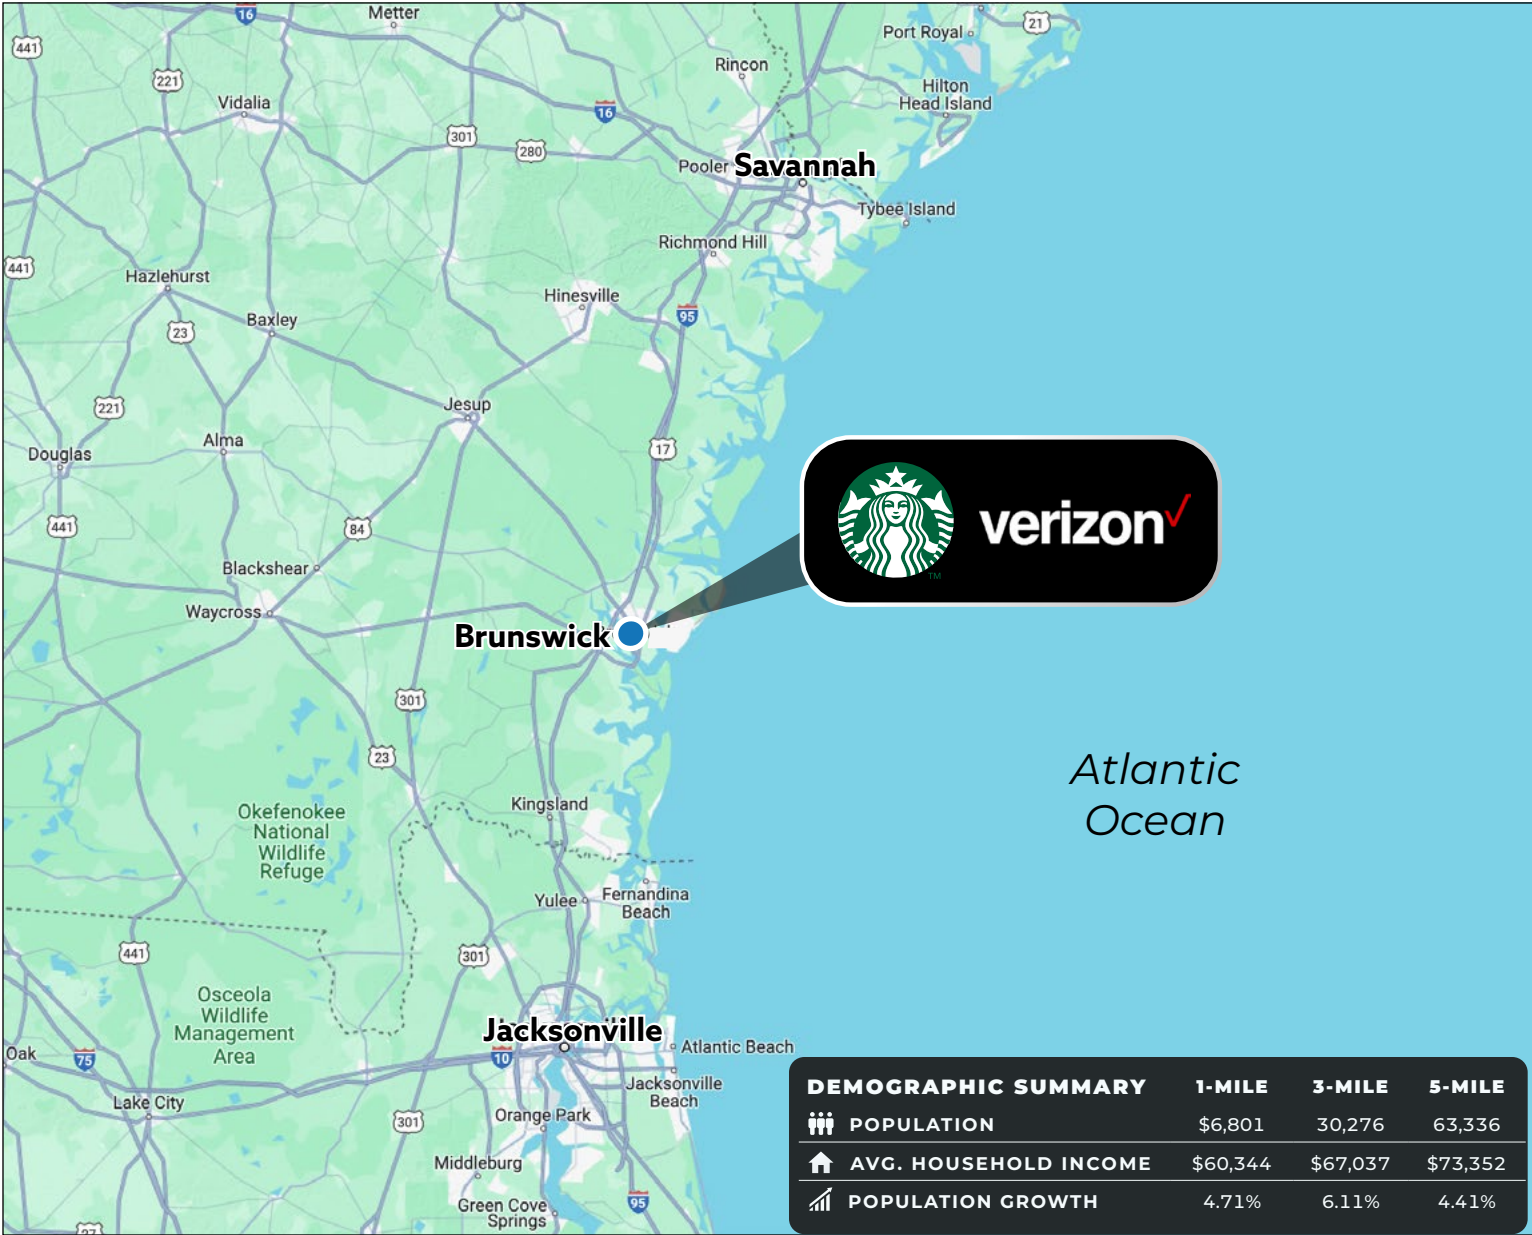 16
Metter
21
441
Port Royal
221
Rincon
Hilton
Head Island
Vidalia
16
301
280
Pooler
Savannah
Tybee Island
Richmond Hill
441
Hazlehurst
Hinesville
95
Baxley
23
Jesup
221
Alma
Douglas
17
441
84
verizon
TM
Blackshear
Waycross
Brunswick
301
23
Atlantic
Ocean
Kingsland
Okefenokee
National
Wildlife
Refuge
Yulee
Fernandina
Beach
441
301
Osceola
Wildlife
Management
Area
Jacksonville
Oak
75
10
Atlantic Beach
Jacksonville
Beach
Lake City
301
Orange Park
Middleburg
Green Cove
Springs
95
27
DEMOGRAPHIC SUMMARY 1-MILE 3-MILE 5-MILE
POPULATION $6,801 30,276 63,336
AVG. HOUSEHOLD INCOME $60,344 $67,037 $73,352
POPULATION GROWTH 4.71% 6.11% 4.41%